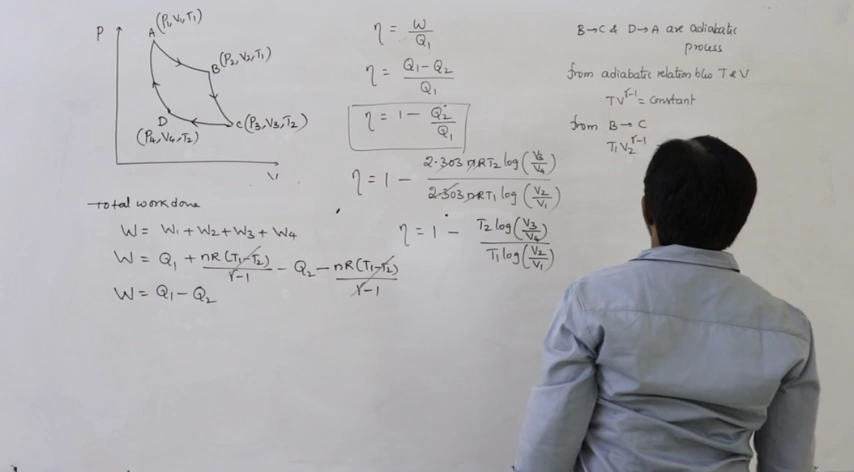 P
A (P₁, V₁, T₁)
B (P₂, V₂, T₂)
C (P₃, V₃, T₂)
D
(P₄, V₄, T₂)
V
Total work done
W = W₁ + W₂ + W₃ + W₄
W = Q₁ + nR(T₁-T₂)/γ-1 - Q₂ - nR(T₁-T₂)/γ-1
W = Q₁ - Q₂
η = W/Q₁
η = Q₁-Q₂/Q₁
η = 1 - Q₂/Q₁
η = 1 - 2.303 nRT₂ log(V₃/V₄)/2.303 nRT₁ log(V₂/V₁)
η = 1 - T₂ log(V₃/V₄)/T₁ log(V₂/V₁)
B→C & D→A are adiabatic
process
from adiabatic relation b/w T & V
TV^γ-1 = constant
from B → C
T₁V₂^γ-1